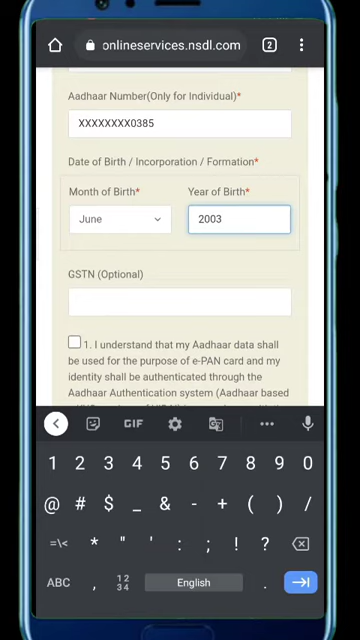 onlineservices.nsdl.com
2
Aadhaar Number(Only for Individual)*
XXXXXXXX0385
Date of Birth / Incorporation / Formation*
Month of Birth* Year of Birth*
June 2003
GSTN (Optional)
1. I understand that my Aadhaar data shall
be used for the purpose of e-PAN card and my
identity shall be authenticated through the
Aadhaar Authentication system (Aadhaar based
GIF
1 2 3 4 5 6 7 8 9 0
@ # $ _ & - + ( ) /
=\< * " ' : ; ! ?
ABC , 12 34 English .